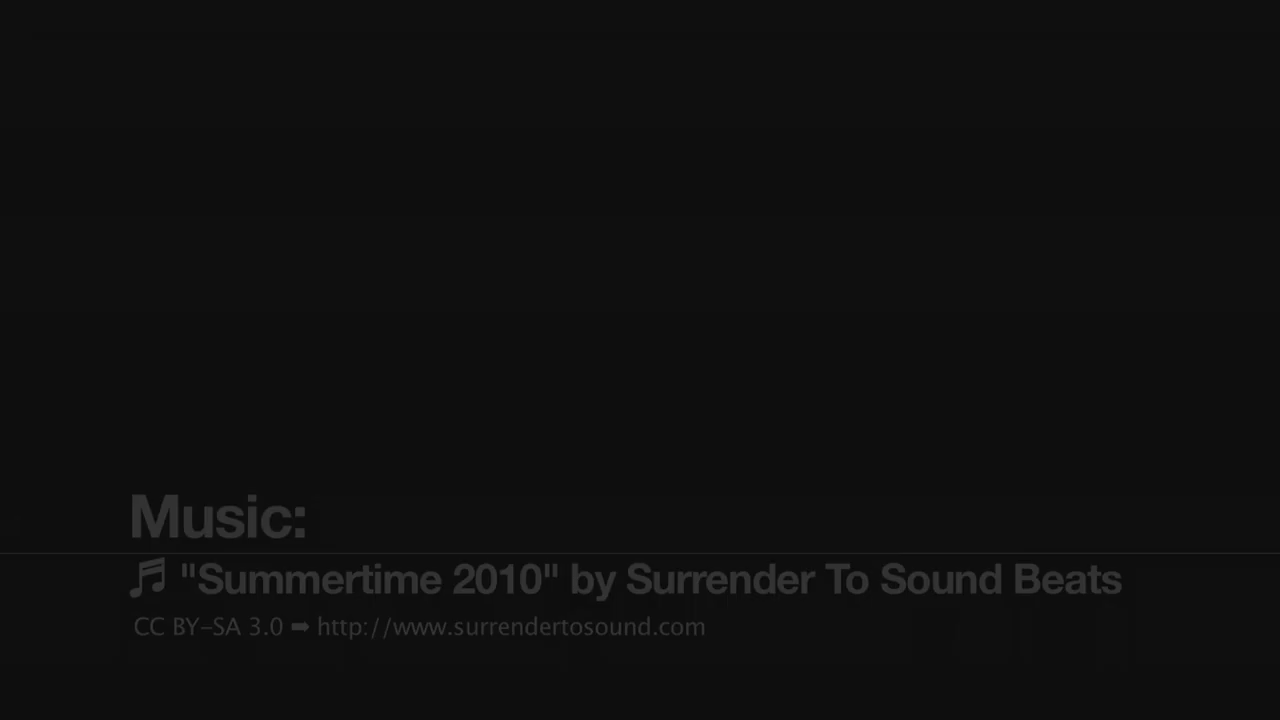 Music:
♫ "Summertime 2010" by Surrender To Sound Beats
CC BY-SA 3.0 ➡ http://www.surrendertosound.com